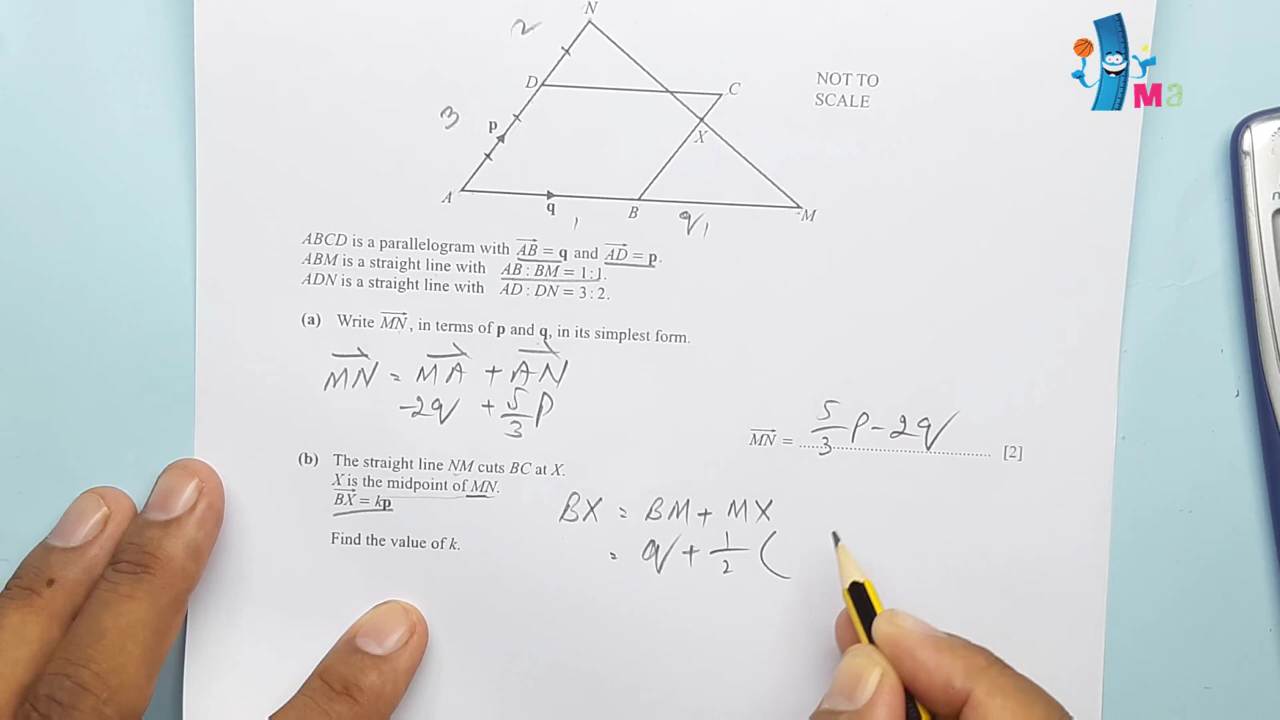 N
2
D
C
NOT TO
SCALE
3
p
X
A
q
1
B
q 1
M
ABCD is a parallelogram with AB = q and AD = p.
ABM is a straight line with AB : BM = 1 : 1.
ADN is a straight line with AD : DN = 3 : 2.
(a) Write MN, in terms of p and q, in its simplest form.
MN = MA + AN
-2q + 5/3 p
MN = 5/3 p - 2q [2]
(b) The straight line NM cuts BC at X.
X is the midpoint of MN.
BX = kp
Find the value of k.
BX = BM + MX
= q + 1/2 (
Ma